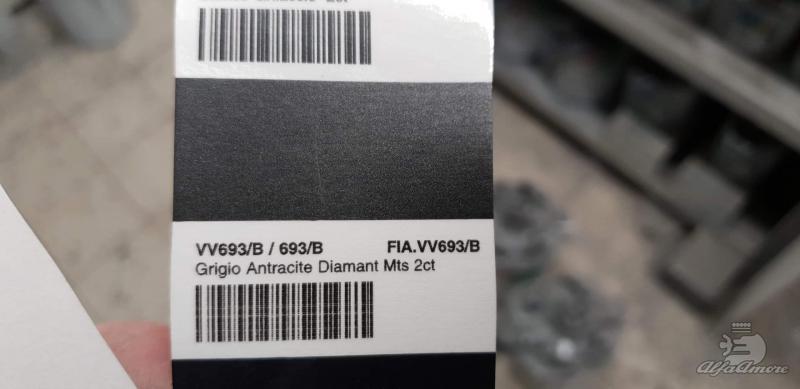 VV693/B / 693/B FIA.VV693/B
Grigio Antracite Diamant Mts 2ct
AlfaAmore